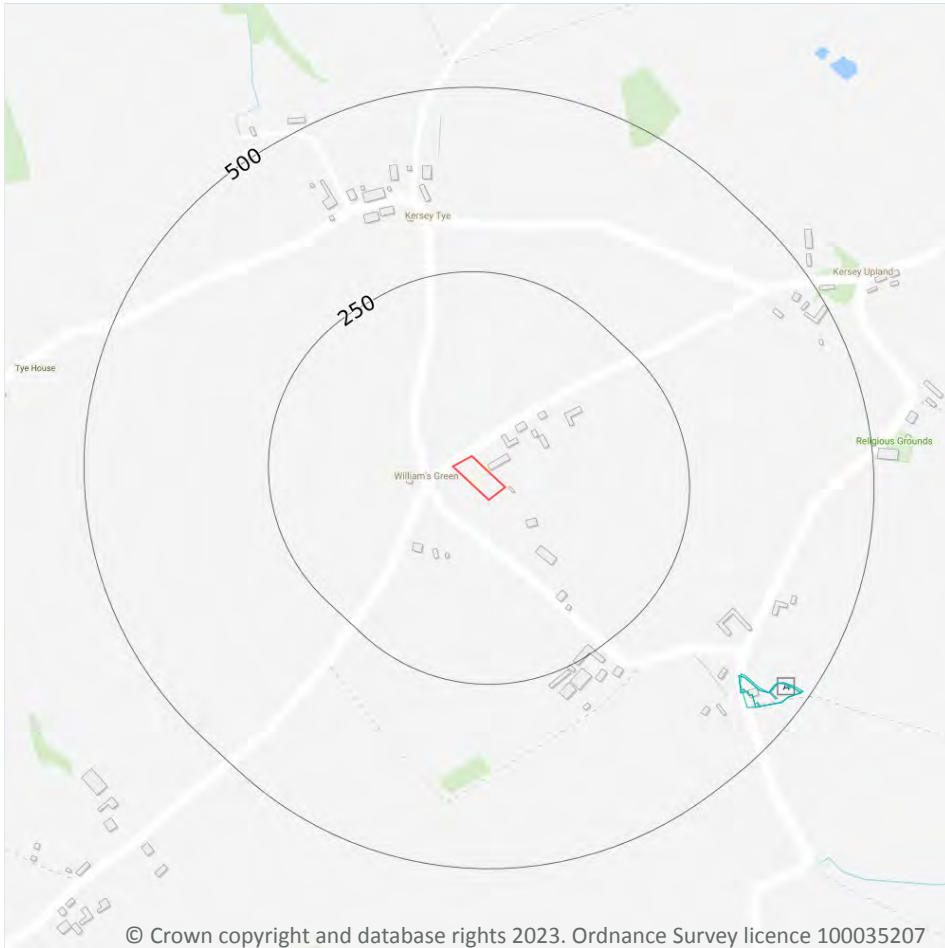 500
Kersey Tye
Kersey Upland
250
Tye House
Religious Grounds
William's Green
© Crown copyright and database rights 2023. Ordnance Survey licence 100035207